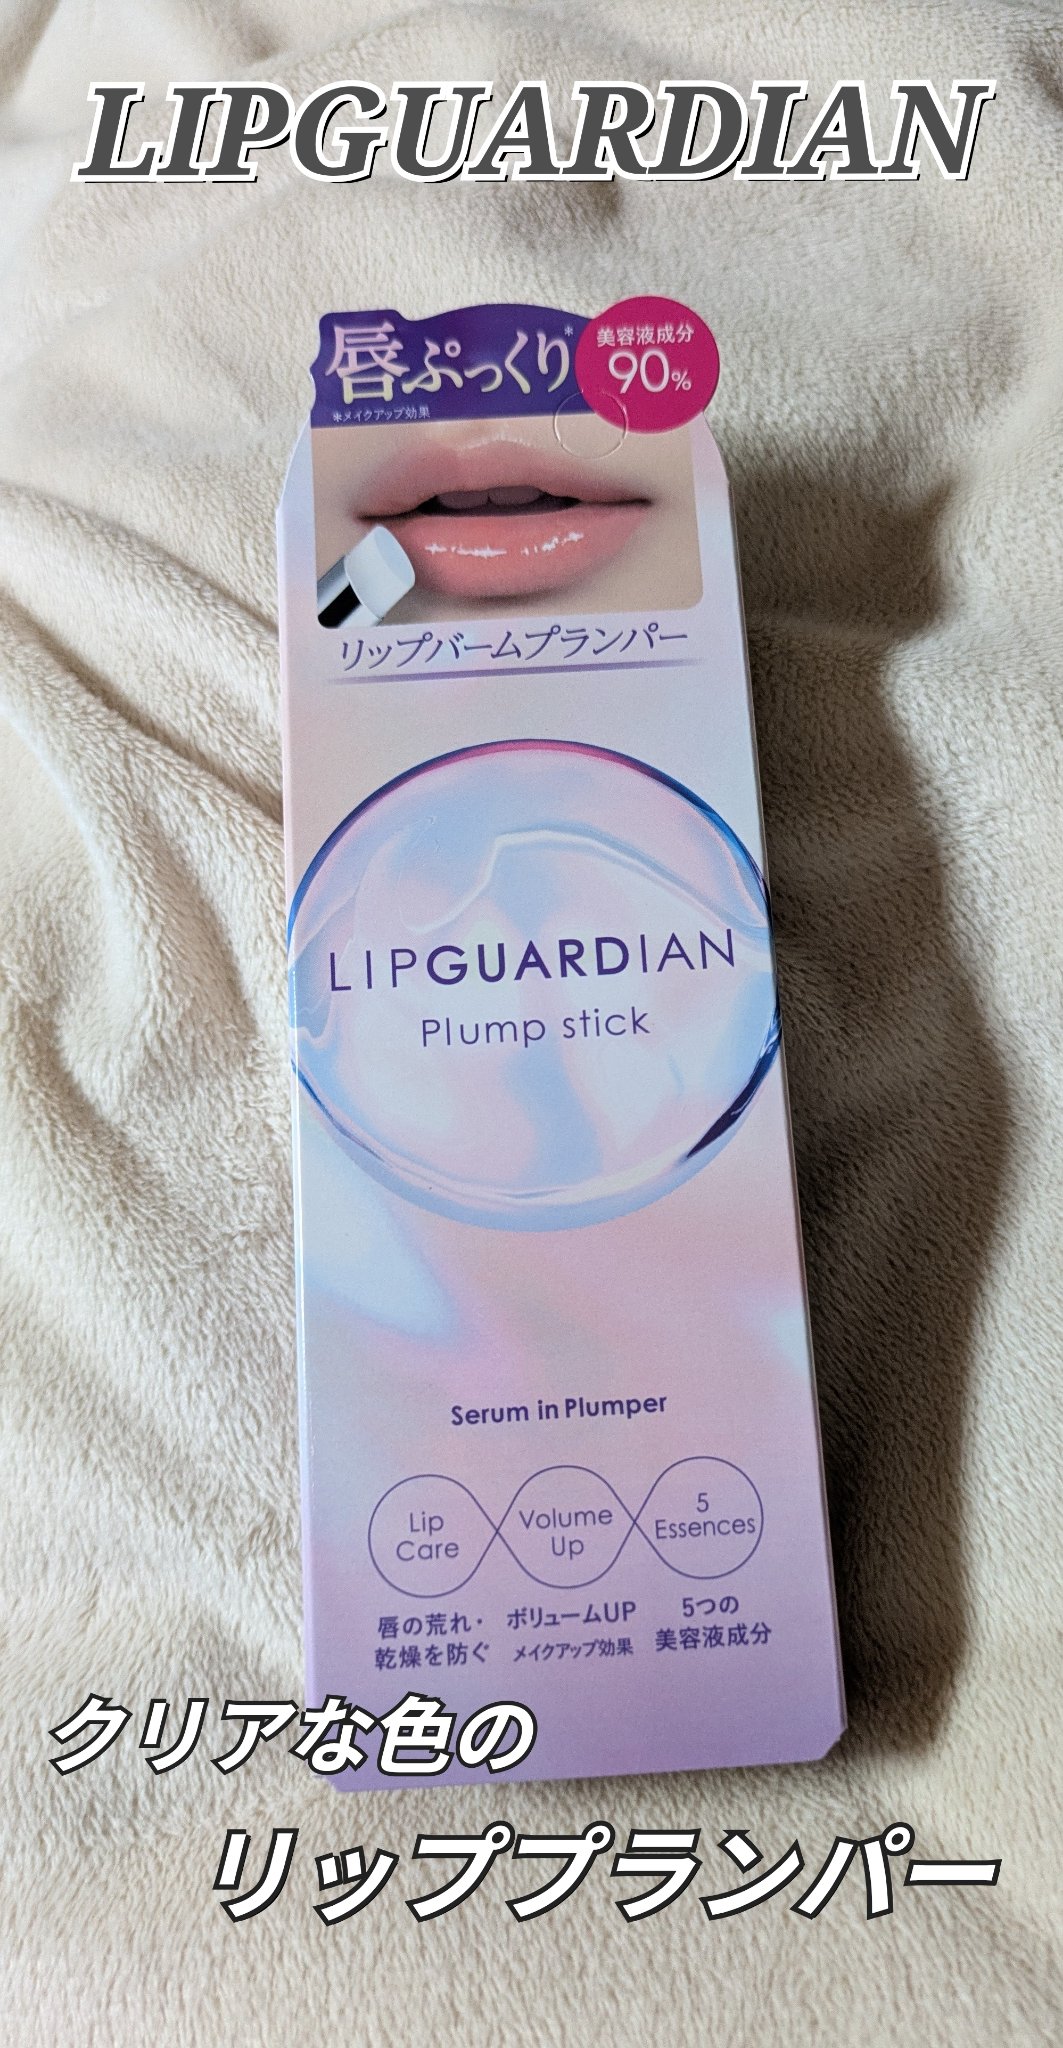 LIPGUARDIAN
唇ぷっくり*
*メイクアップ効果
美容液成分
90%
リップバームプランパー
LIPGUARDIAN
Plump stick
Serum in Plumper
Lip
Care
Volume
Up
5
Essences
唇の荒れ・
乾燥を防ぐ
ボリュームUP
メイクアップ効果
5つの
美容液成分
クリアな色の
リッププランパー